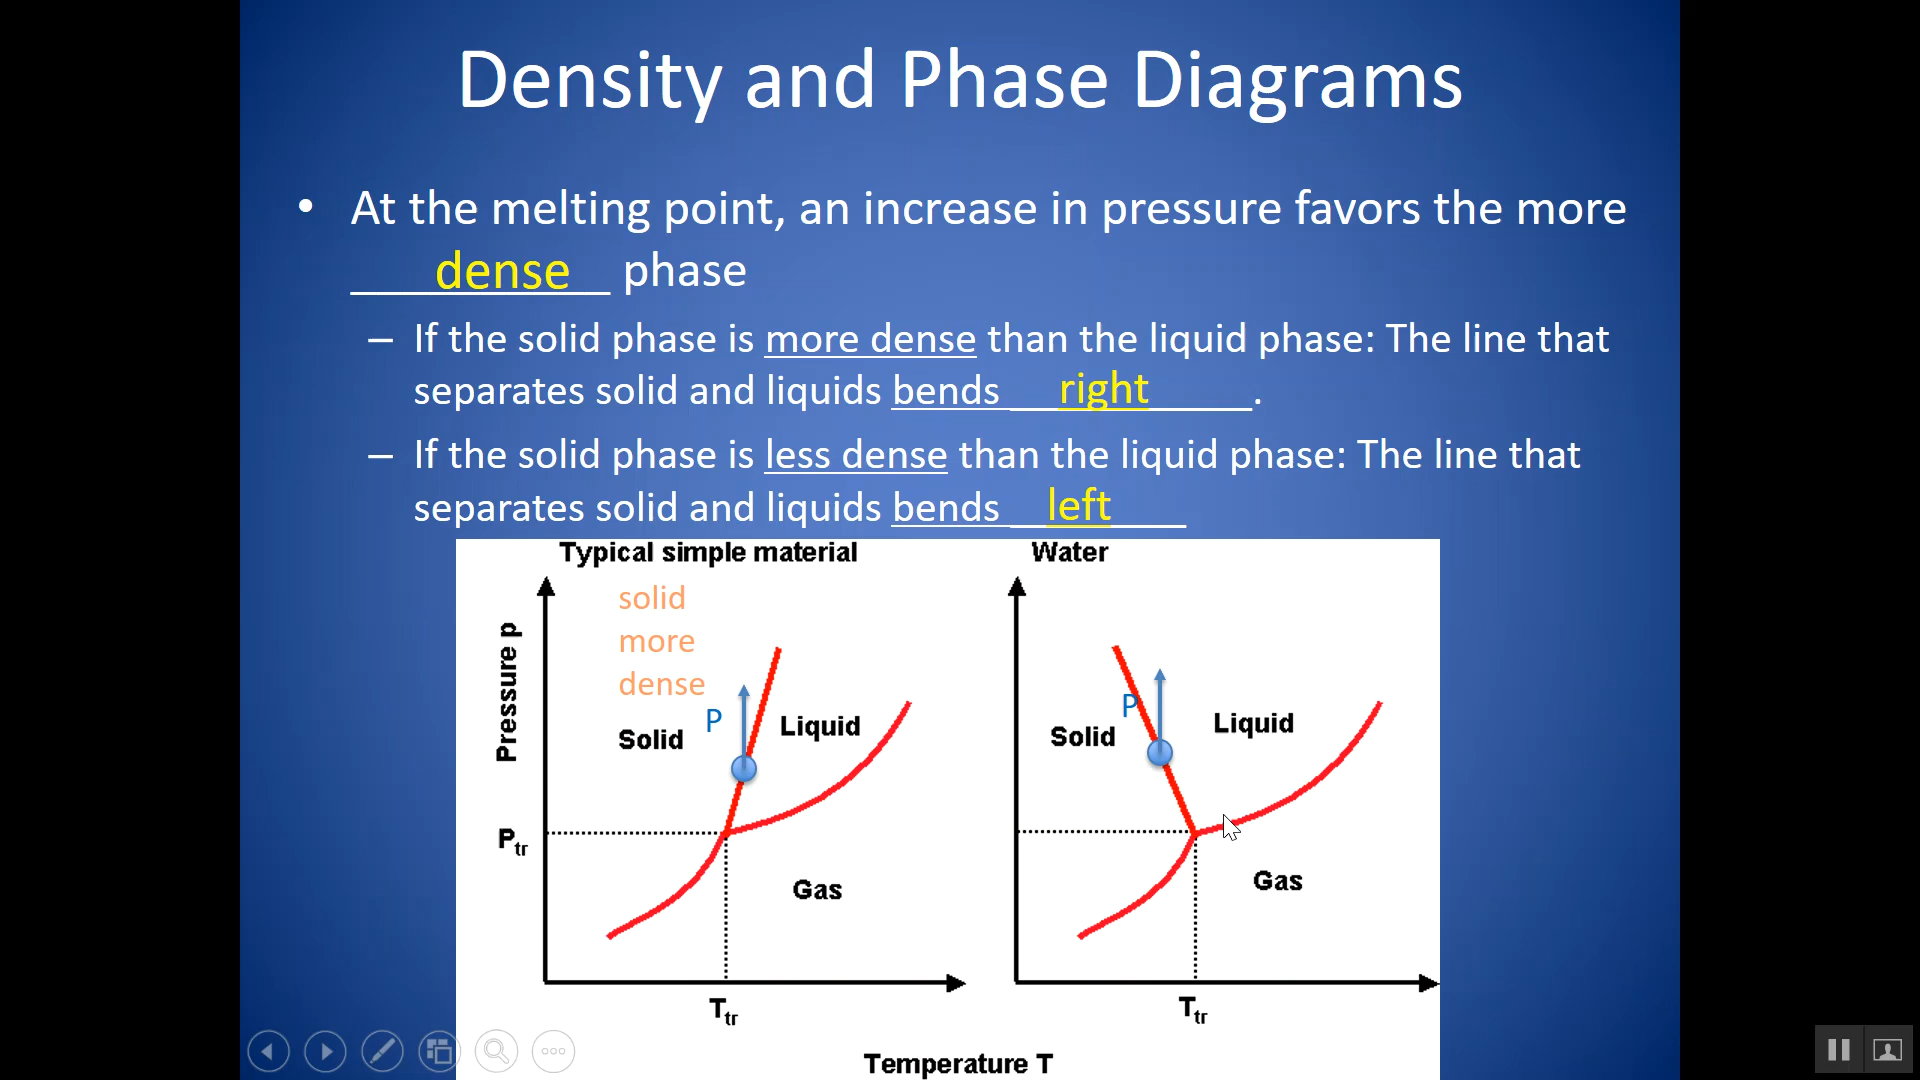 Density and Phase Diagrams
• At the melting point, an increase in pressure favors the more
dense phase
– If the solid phase is more dense than the liquid phase: The line that
separates solid and liquids bends right.
– If the solid phase is less dense than the liquid phase: The line that
separates solid and liquids bends left
Typical simple material
Water
solid
more
dense
Pressure p
P
Solid
Liquid
P
Solid
Liquid
Ptr
Gas
Gas
Ttr
Ttr
Temperature T